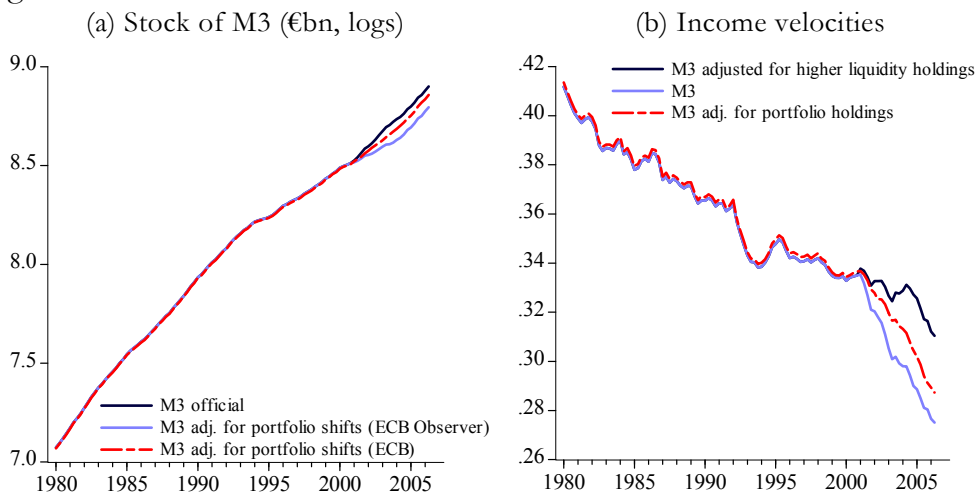 (a) Stock of M3 (€bn, logs)
9.0
8.5
8.0
7.5
7.0
M3 official
M3 adj. for portfolio shifts (ECB Observer)
M3 adj. for portfolio shifts (ECB)
1980 1985 1990 1995 2000 2005
(b) Income velocities
.42
.40
.38
.36
.34
.32
.30
.28
.26
M3 adjusted for higher liquidity holdings
M3
M3 adj. for portfolio holdings
1980 1985 1990 1995 2000 2005